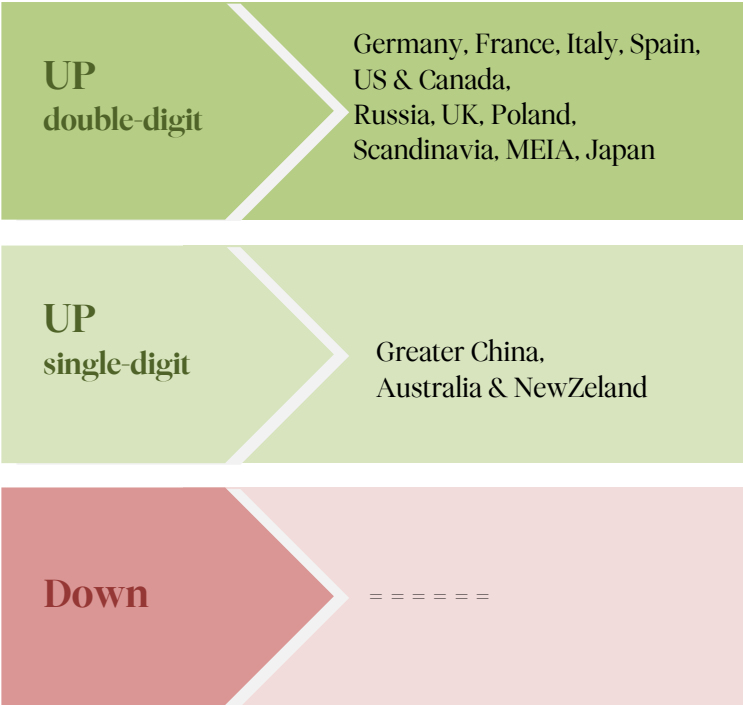 UP
double-digit
Germany, France, Italy, Spain,
US & Canada,
Russia, UK, Poland,
Scandinavia, MEIA, Japan
UP
single-digit
Greater China,
Australia & NewZeland
Down
= = = = = =